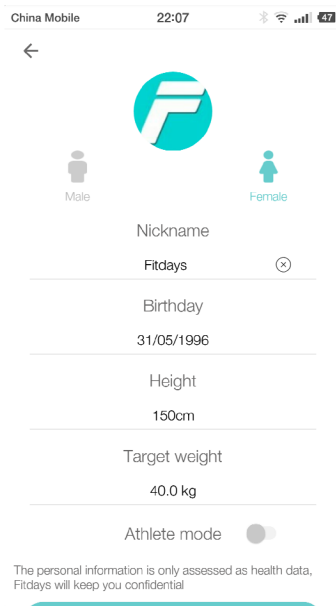 China Mobile 22:07 47
F
Male Female
Nickname
Fitdays
Birthday
31/05/1996
Height
150cm
Target weight
40.0 kg
Athlete mode
The personal information is only assessed as health data,
Fitdays will keep you confidential